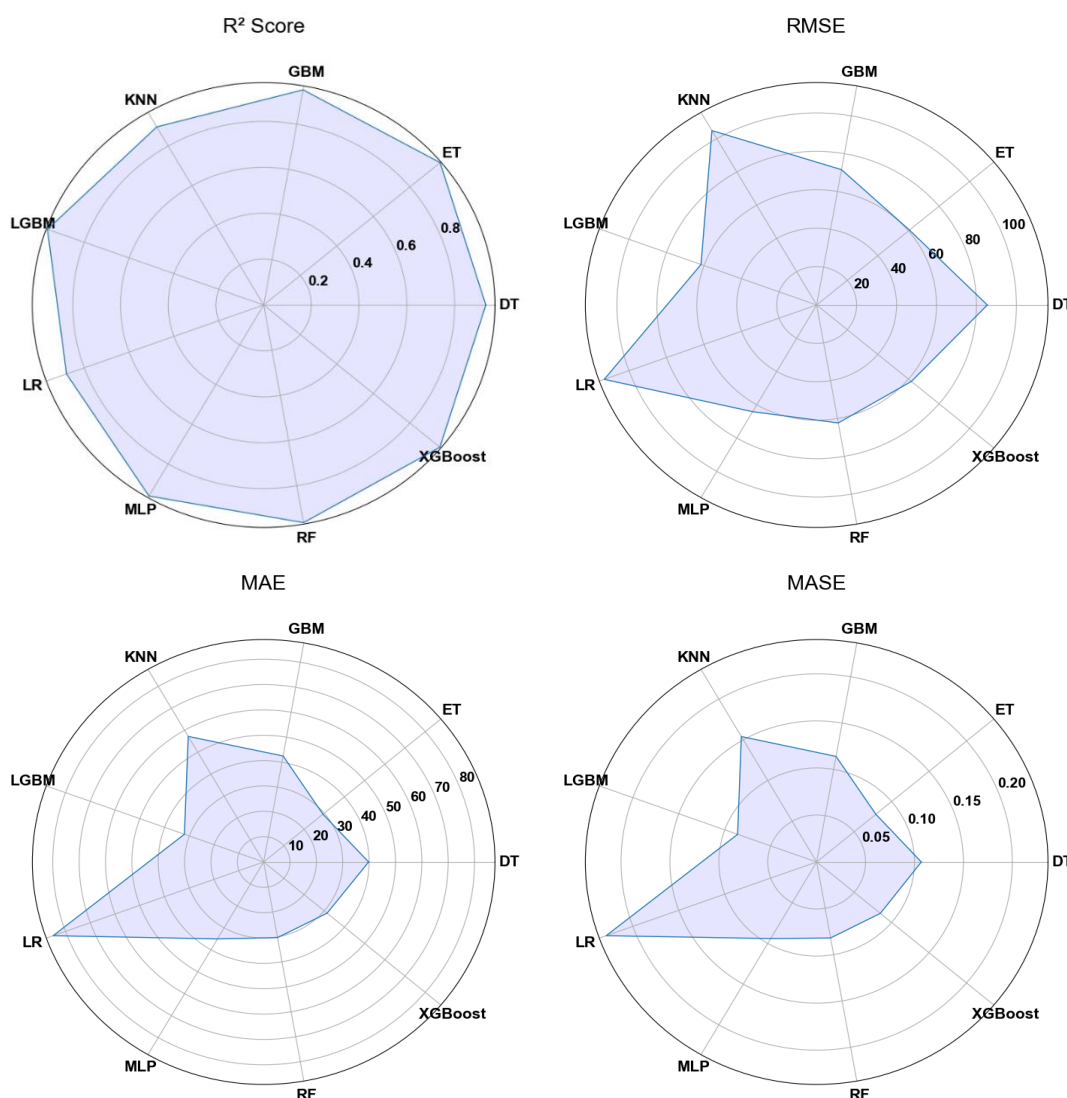 R² Score
GBM
KNN
ET
LGBM
0.8
0.6
0.4
0.2
DT
LR
XGBoost
MLP
RF
RMSE
GBM
KNN
ET
LGBM
100
80
60
40
20
DT
LR
XGBoost
MLP
RF
MAE
GBM
KNN
ET
LGBM
80
70
60
50
40
30
20
10
DT
LR
XGBoost
MLP
RF
MASE
GBM
KNN
ET
LGBM
0.20
0.15
0.10
0.05
DT
LR
XGBoost
MLP
RF